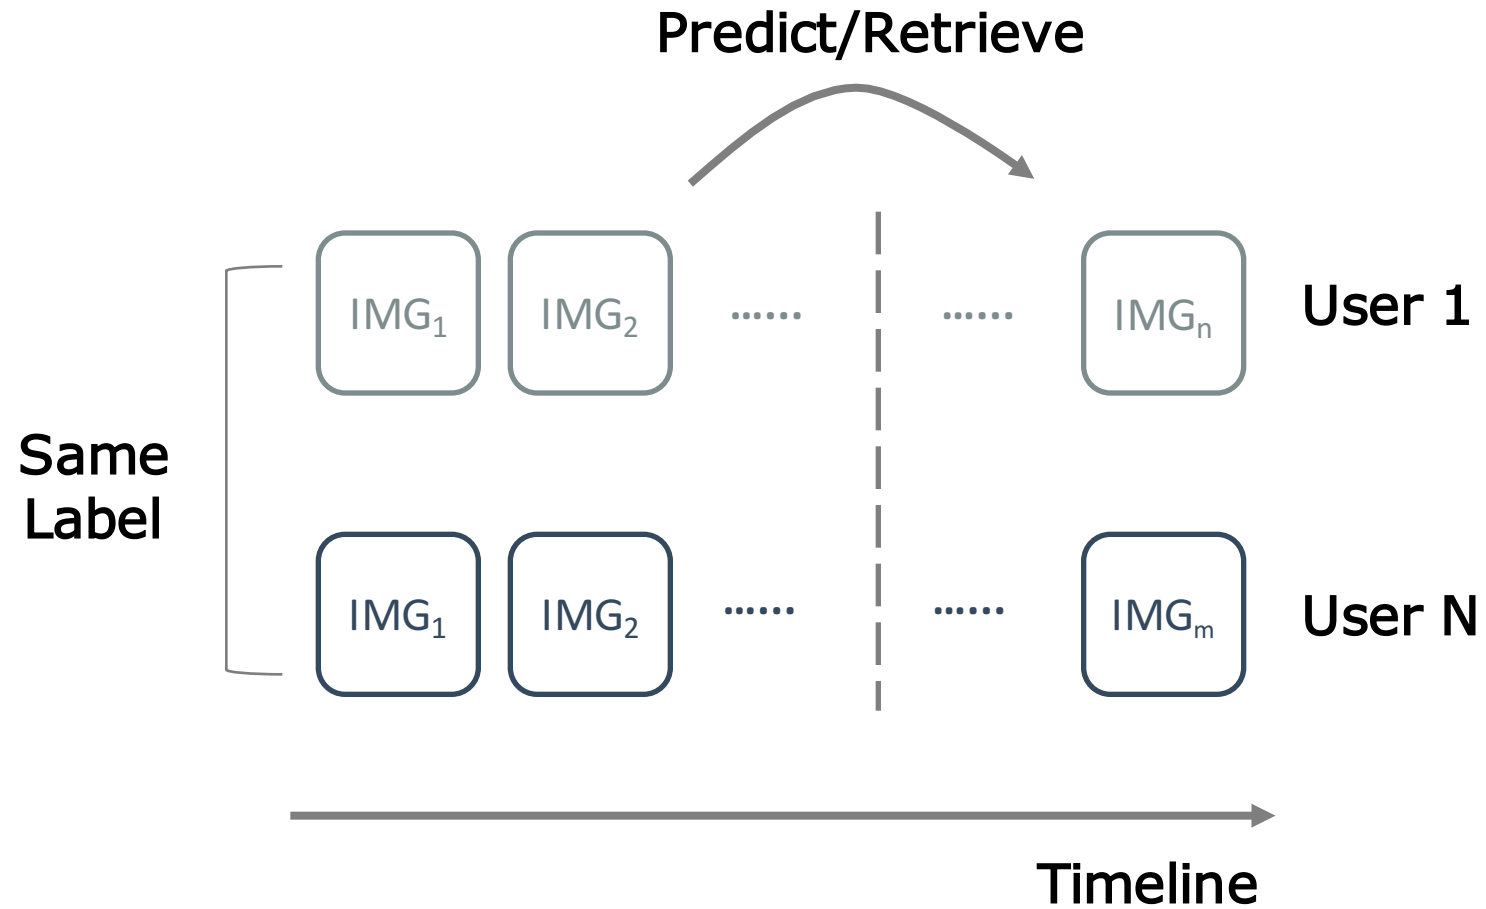 Predict/Retrieve
IMG₁ IMG₂ ...... ...... IMGₙ User 1
Same
Label
IMG₁ IMG₂ ...... ...... IMGₘ User N
Timeline